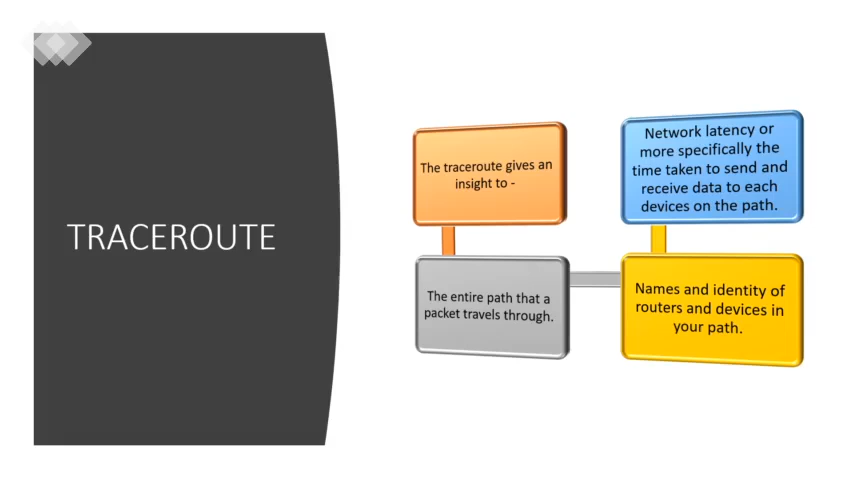 TRACEROUTE
The traceroute gives an
insight to -
The entire path that a
packet travels through.
Names and identity of
routers and devices in
your path.
Network latency or
more specifically the
time taken to send and
receive data to each
devices on the path.